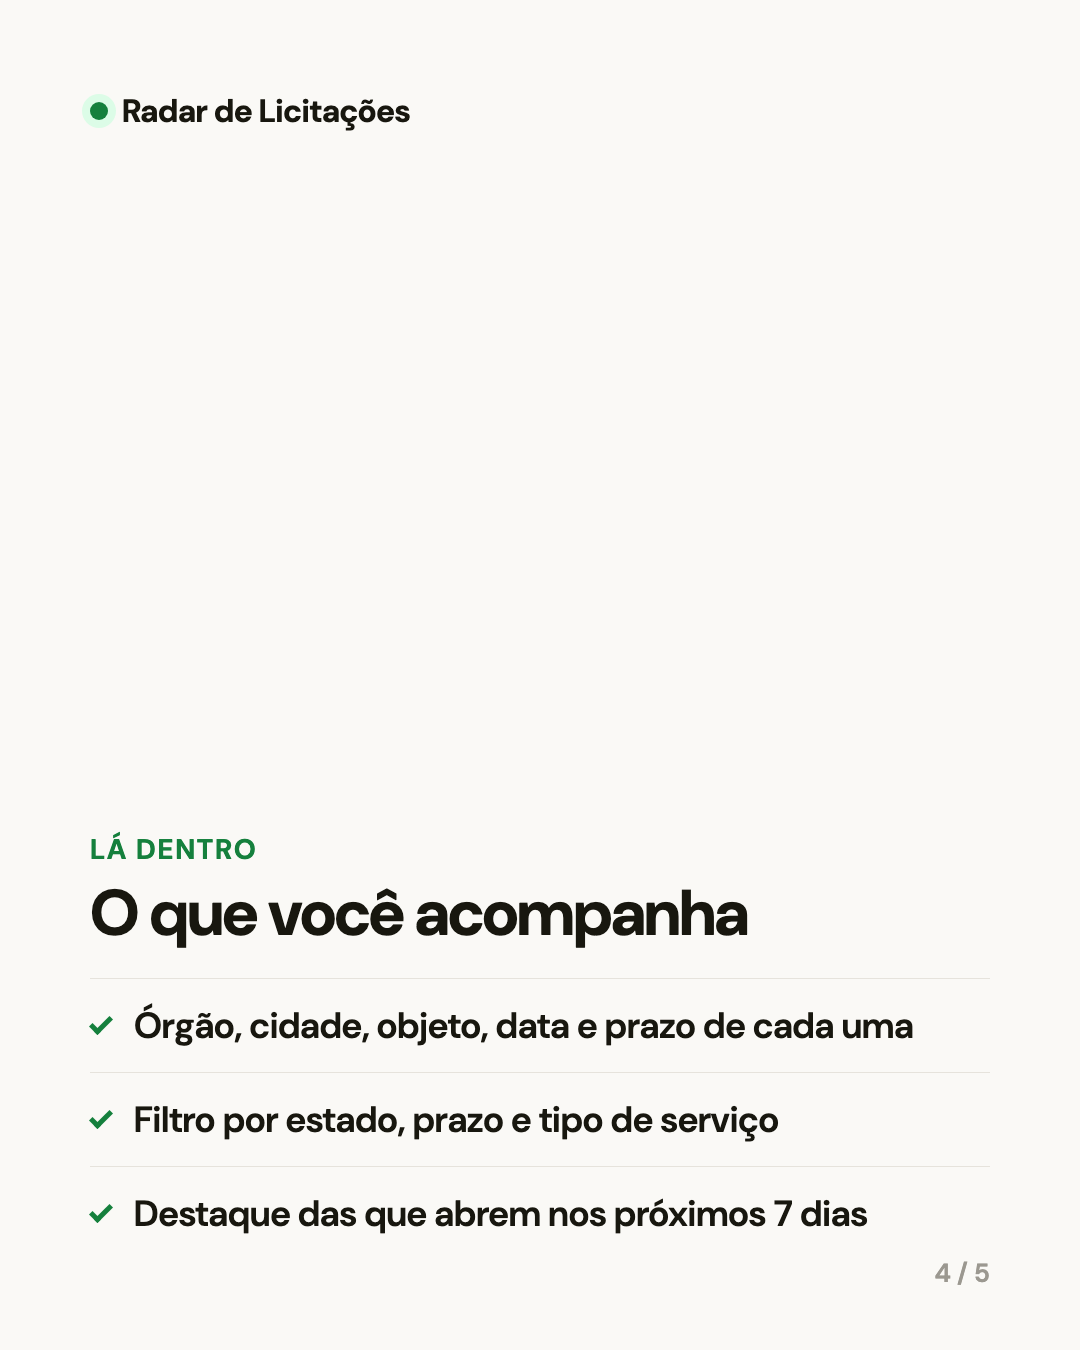 Radar de Licitações
LÁ DENTRO
O que você acompanha
Órgão, cidade, objeto, data e prazo de cada uma
Filtro por estado, prazo e tipo de serviço
Destaque das que abrem nos próximos 7 dias
4 / 5